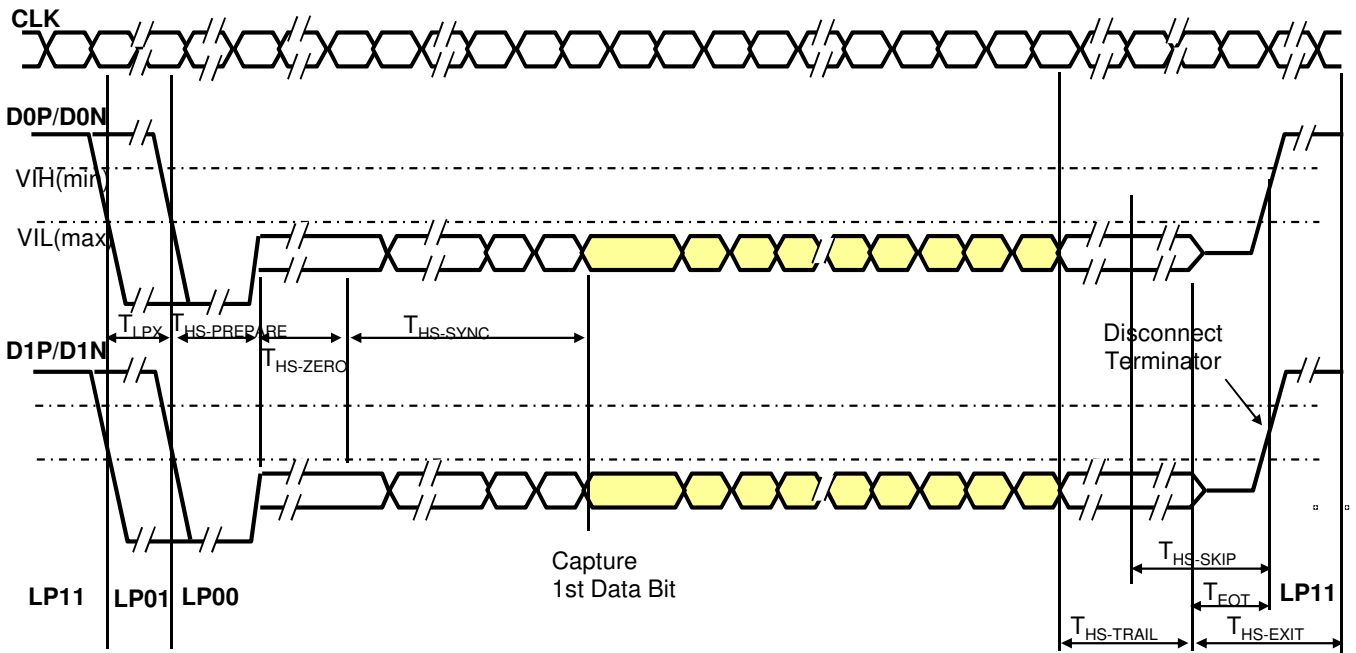 CLK
D0P/D0N
VIH(min)
VIL(max)
TLPX
THS-PREPARE
THS-ZERO
THS-SYNC
Disconnect
Terminator
D1P/D1N
Capture
1st Data Bit
THS-SKIP
TEOT
THS-TRAIL
THS-EXIT
LP11
LP01
LP00
LP11